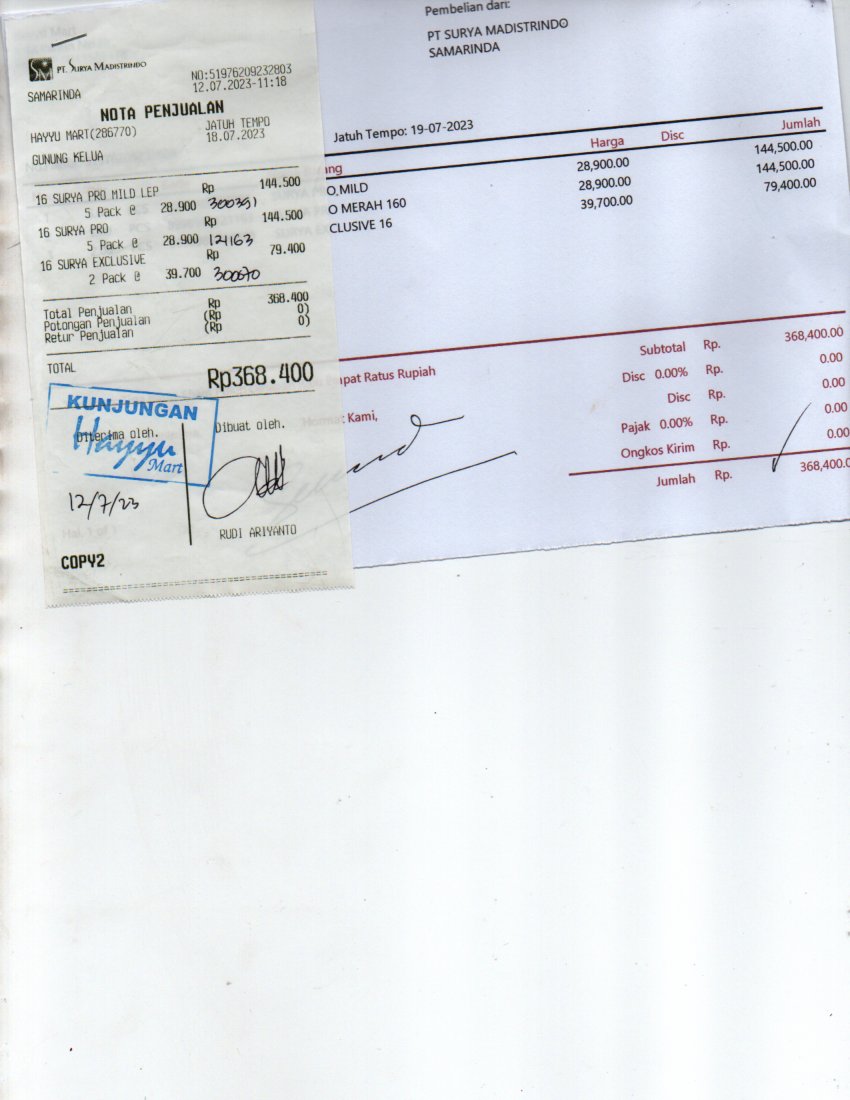 PT. SURYA MADISTRINDO
NO:51976209232803
SAMARINDA
12.07.2023-11:18
NOTA PENJUALAN
HAYYU MART(286770)
JATUH TEMPO
18.07.2023
GUNUNG KELUA
16 SURYA PRO MILD LEP Rp 144.500
5 Pack @ 28.900 300391
16 SURYA PRO Rp 144.500
5 Pack @ 28.900 121163
16 SURYA EXCLUSIVE Rp 79.400
2 Pack @ 39.700 300070
Total Penjualan Rp 368.400
Potongan Penjualan (Rp 0)
Retur Penjualan (Rp 0)
TOTAL Rp368.400
KUNJUNGAN
Hayyu
Mart
Diterima oleh. Dibuat oleh.
12/7/23
RUDI ARIYANTO
COPY2
Pembelian dari:
PT SURYA MADISTRINDO
SAMARINDA
Jatuh Tempo: 19-07-2023
ng Harga Disc Jumlah
O,MILD 28,900.00 144,500.00
O MERAH 160 28,900.00 144,500.00
CLUSIVE 16 39,700.00 79,400.00
mpat Ratus Rupiah
Kami,
Subtotal Rp. 368,400.00
Disc 0.00% Rp. 0.00
Disc Rp. 0.00
Pajak 0.00% Rp. 0.00
Ongkos Kirim Rp. 0.00
Jumlah Rp. 368,400.0